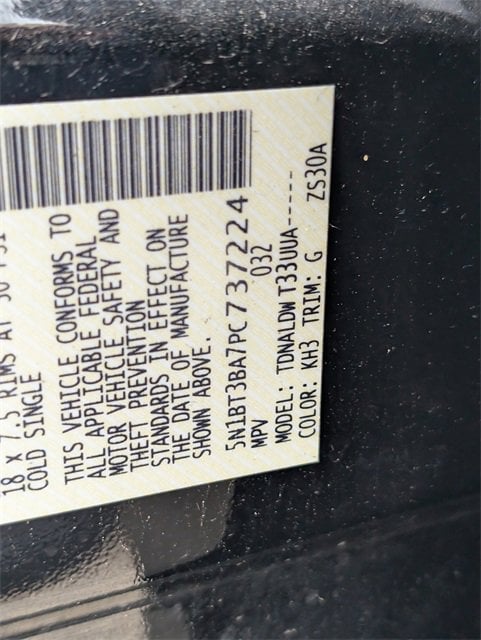 18 X 7.5 RIMS AT
COLD SINGLE
THIS VEHICLE CONFORMS TO
ALL APPLICABLE FEDERAL
MOTOR VEHICLE SAFETY AND
THEFT PREVENTION
STANDARDS IN EFFECT ON
THE DATE OF MANUFACTURE
SHOWN ABOVE.
5N1BT3BA7PC737224
MPV 032
MODEL: TDNALDWT33UUA------
COLOR: KH3 TRIM: G ZS30A